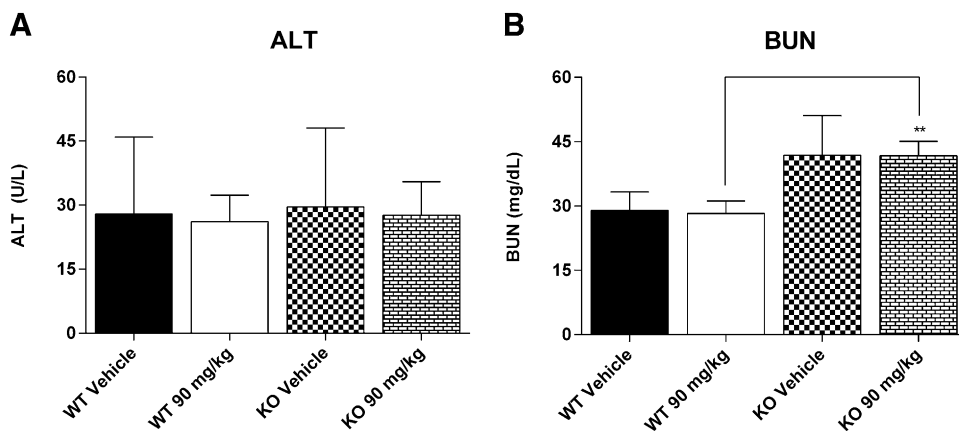 A
ALT
60
45
30
15
0
ALT (U/L)
WT Vehicle
WT 90 mg/kg
KO Vehicle
KO 90 mg/kg
B
BUN
60
45
30
15
0
BUN (mg/dL)
**
WT Vehicle
WT 90 mg/kg
KO Vehicle
KO 90 mg/kg